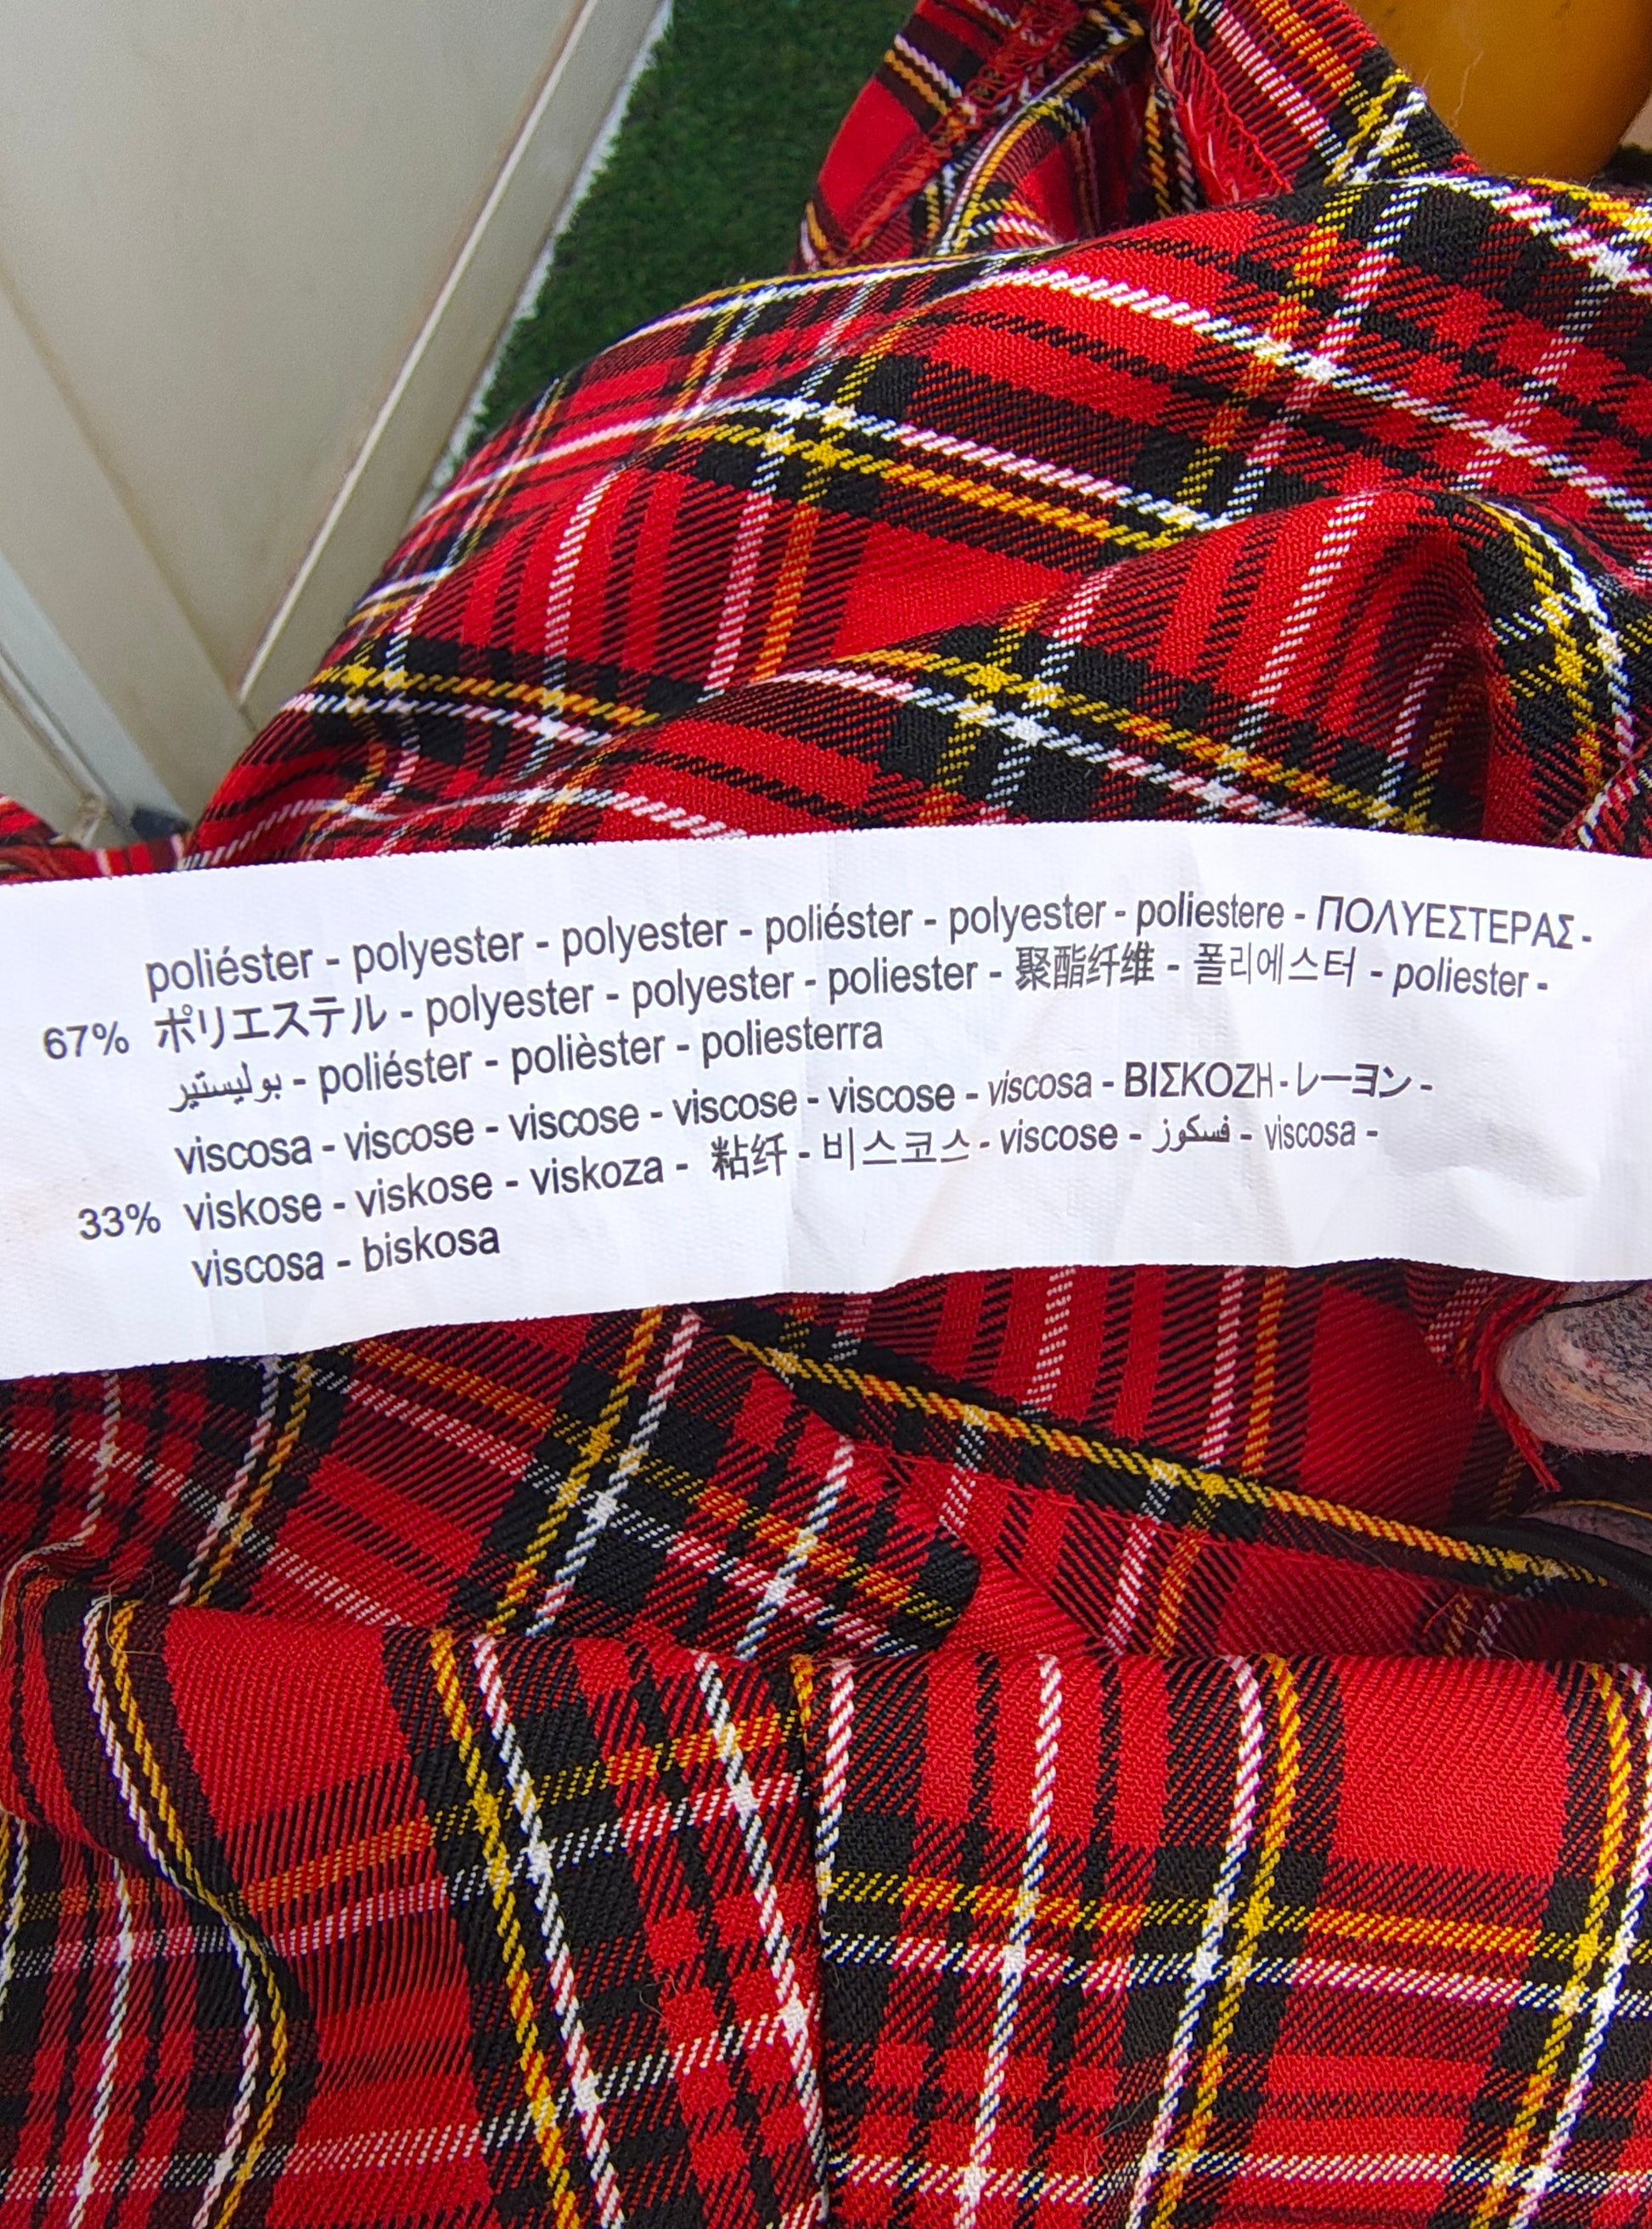 poliéster - polyester - polyester - poliéster - polyester - poliestere - ΠΟΛΥΕΣΤΕΡΑΣ -
67% ポリエステル - polyester - polyester - poliester - 聚酯纤维 - 폴리에스터 - poliester -
بوليستير - poliéster - polièster - poliesterra
viscosa - viscose - viscose - viscose - viscose - viscosa - ΒΙΣΚΟΖΗ - レーヨン -
33% viskose - viskose - viskoza - 粘纤 - 비스코스 - viscose - فسكوز - viscosa -
viscosa - biskosa